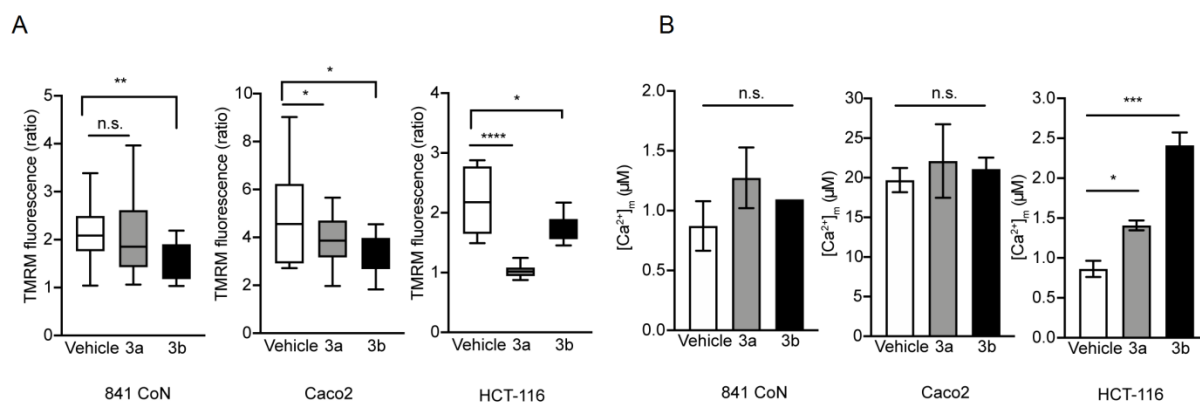 A
B
TMRM fluorescence (ratio)
5
4
3
2
1
0
**
n.s.
Vehicle 3a 3b
841 CoN
TMRM fluorescence (ratio)
10
8
6
4
2
0
*
*
Vehicle 3a 3b
Caco2
TMRM fluorescence (ratio)
4
3
2
1
0
*
****
Vehicle 3a 3b
HCT-116
[Ca²⁺]ₘ (µM)
2.0
1.5
1.0
0.5
0.0
n.s.
Vehicle 3a 3b
841 CoN
[Ca²⁺]ₘ (µM)
30
25
20
15
10
5
0
n.s.
Vehicle 3a 3b
Caco2
[Ca²⁺]ₘ (µM)
3.0
2.5
2.0
1.5
1.0
0.5
0.0
***
*
Vehicle 3a 3b
HCT-116